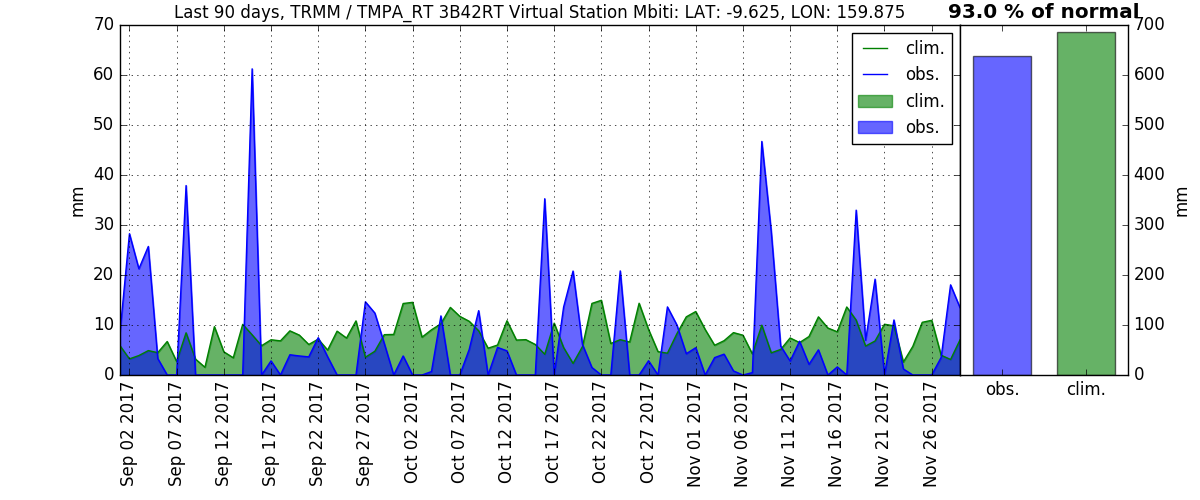 Last 90 days, TRMM / TMPA_RT 3B42RT Virtual Station Mbiti: LAT: -9.625, LON: 159.875
93.0 % of normal
70
60
50
40
30
20
10
0
mm
clim.
obs.
clim.
obs.
Sep 02 2017
Sep 07 2017
Sep 12 2017
Sep 17 2017
Sep 22 2017
Sep 27 2017
Oct 02 2017
Oct 07 2017
Oct 12 2017
Oct 17 2017
Oct 22 2017
Oct 27 2017
Nov 01 2017
Nov 06 2017
Nov 11 2017
Nov 16 2017
Nov 21 2017
Nov 26 2017
obs.
clim.
700
600
500
400
300
200
100
0
mm